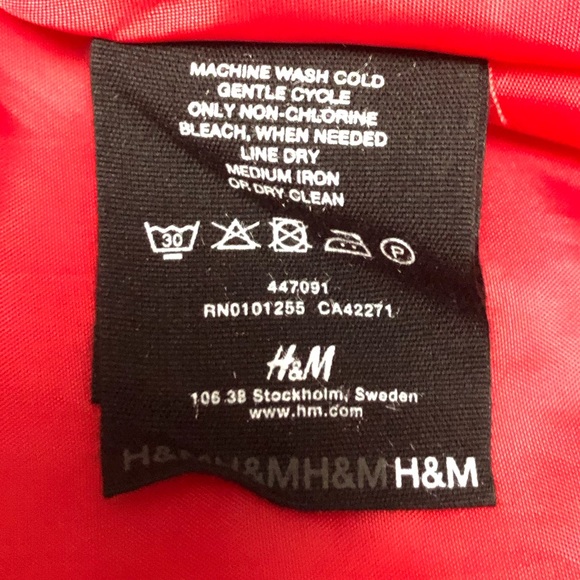 MACHINE WASH COLD
GENTLE CYCLE
ONLY NON-CHLORINE
BLEACH, WHEN NEEDED
LINE DRY
MEDIUM IRON
OR DRY CLEAN
30 P
447091
RN0101255 CA42271
H&M
106 38 Stockholm, Sweden
www.hm.com
H&MH&MH&MH&M